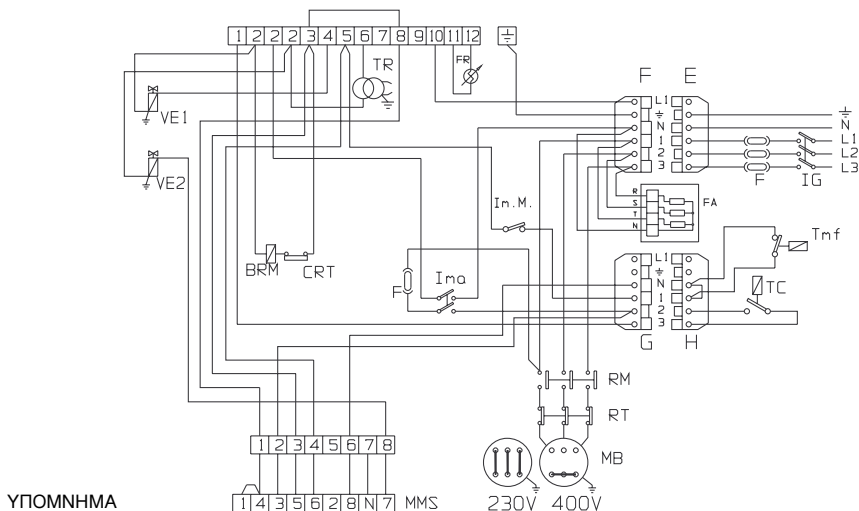 1 2 2 2 3 4 5 6 7 8 9 10 11 12
TR
FR
VE1
VE2
BRM
CRT
F E
L1
N
1
2
3
N
L1
L2
L3
F IG
Im.M.
R
S
T
N
FA
Tmf
L1
N
1
2
3
TC
G H
F
Ima
RM
RT
MB
1 2 3 4 5 6 7 8
1 4 3 5 6 2 8 N 7 MMS
230V 400V
ΥΠΟΜΝΗΜΑ